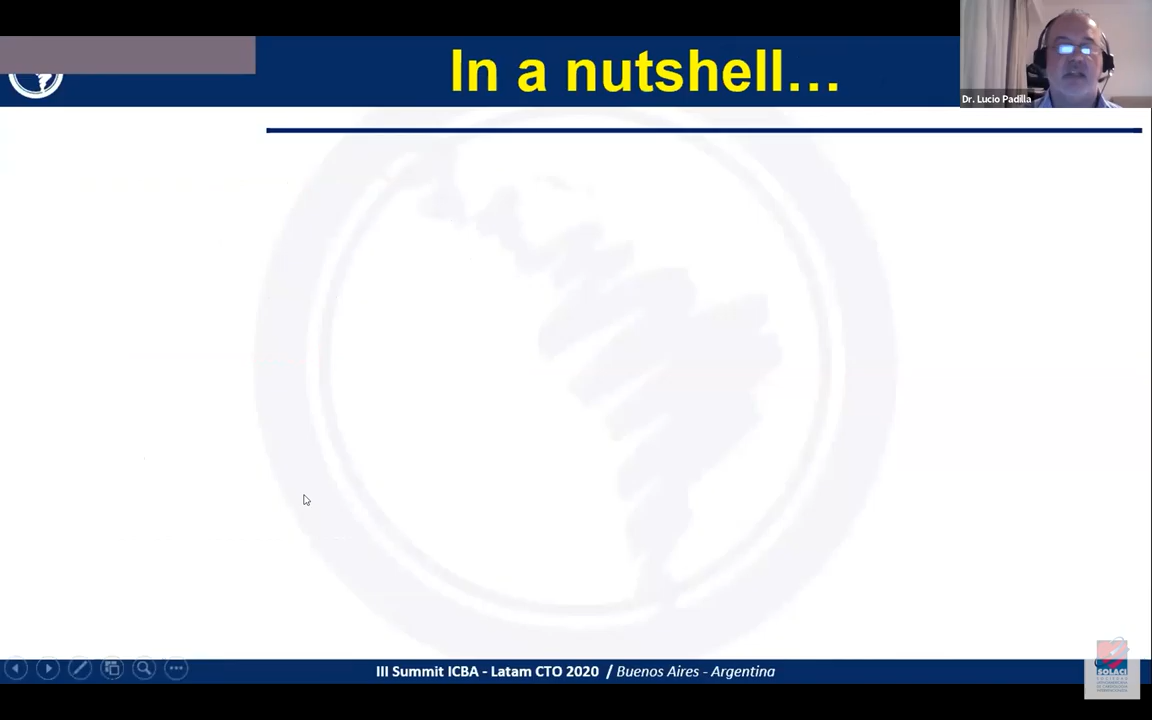 In a nutshell...
Dr. Lucio Padilla
III Summit ICBA - Latam CTO 2020 / Buenos Aires - Argentina
SOLACI